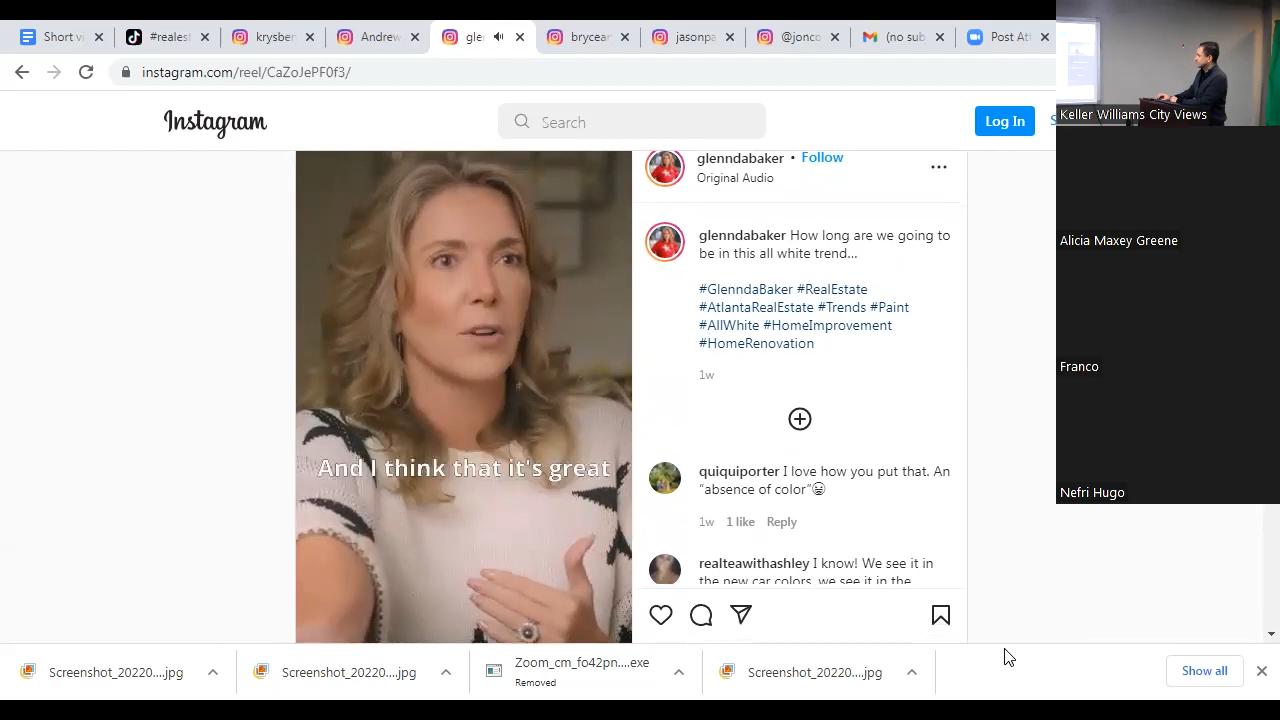 Short vi
#realest
krysber
Andrew
gle
brycear
jasonpa
@jonco
(no sub
Post Att
instagram.com/reel/CaZoJePF0f3/
Instagram
Search
Log In
Keller Williams City Views
Alicia Maxey Greene
Franco
Nefri Hugo
glenndabaker • Follow
Original Audio
glenndabaker How long are we going to
be in this all white trend...
#GlenndaBaker #RealEstate
#AtlantaRealEstate #Trends #Paint
#AllWhite #HomeImprovement
#HomeRenovation
1w
And I think that it's great
quiquiporter I love how you put that. An
“absence of color”😩
1w 1 like Reply
realteawithashley I know! We see it in
the new car colors, we see it in the
Screenshot_20220....jpg
Screenshot_20220....jpg
Zoom_cm_fo42pn....exe
Removed
Screenshot_20220....jpg
Show all